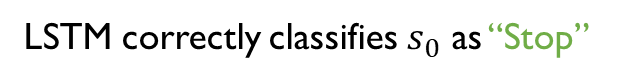 LSTM correctly classifies s₀ as “Stop”